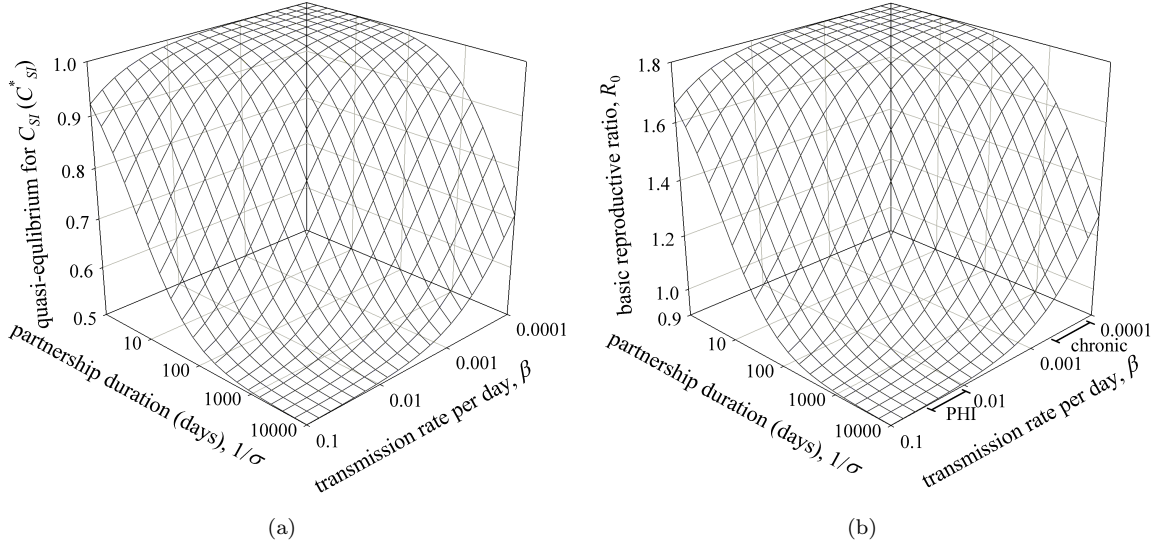 1.0
0.9
0.8
0.7
0.6
0.5
quasi-equlibrium for C*SI (C*SI)
10
100
1000
10000
partnership duration (days), 1/σ
0.1
0.01
0.001
0.0001
transmission rate per day, β
(a)
1.8
1.6
1.4
1.2
1.0
0.9
basic reproductive ratio, R0
10
100
1000
10000
partnership duration (days), 1/σ
0.1
0.01
0.001
0.0001
PHI
chronic
transmission rate per day, β
(b)